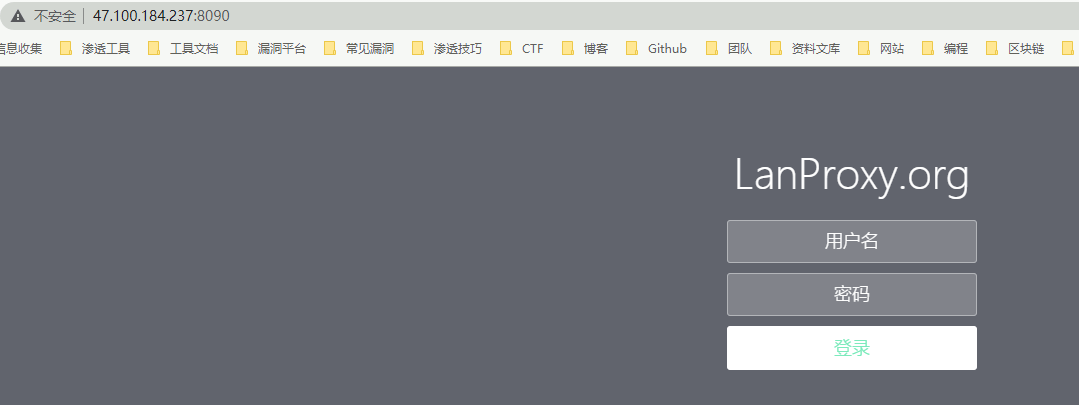 不安全 47.100.184.237:8090
信息收集 渗透工具 工具文档 漏洞平台 常见漏洞 渗透技巧 CTF 博客 Github 团队 资料文库 网站 编程 区块链
LanProxy.org
用户名
密码
登录